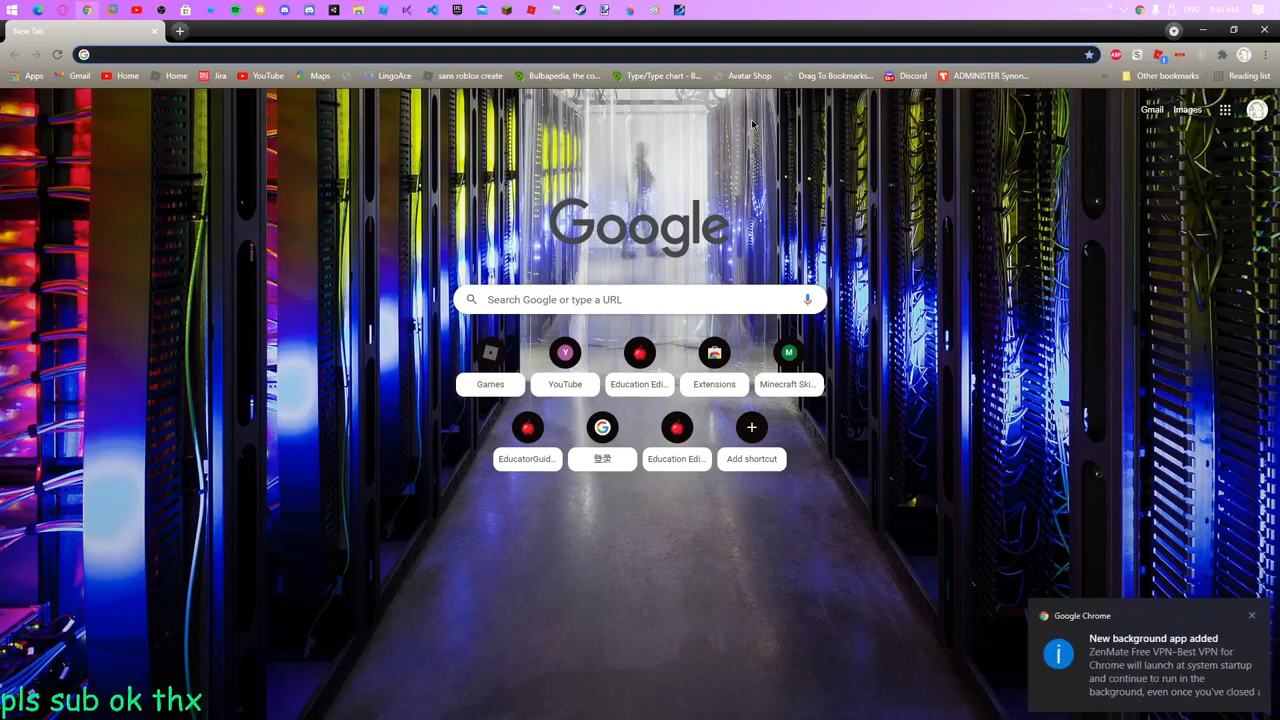 ENG 9:45 AM
New Tab
Apps Gmail Home Home Jira YouTube Maps LingoAce sans roblox create Bulbapedia, the co... Type/Type chart - B... Avatar Shop Drag To Bookmarks... Discord ADMINISTER Synon... » Other bookmarks Reading list
Gmail Images
Google
Search Google or type a URL
Y M
Games YouTube Education Edi... Extensions Minecraft Ski...
EducatorGuid... 登录 Education Edi... Add shortcut
Google Chrome
New background app added
ZenMate Free VPN–Best VPN for
Chrome will launch at system startup
and continue to run in the
background, even once you've closed
pls sub ok thx